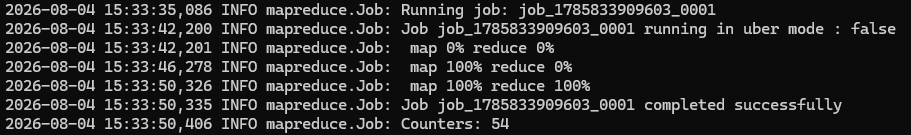 2026-08-04 15:33:35,086 INFO mapreduce.Job: Running job: job_1785833909603_0001
2026-08-04 15:33:42,200 INFO mapreduce.Job: Job job_1785833909603_0001 running in uber mode : false
2026-08-04 15:33:42,201 INFO mapreduce.Job:  map 0% reduce 0%
2026-08-04 15:33:46,278 INFO mapreduce.Job:  map 100% reduce 0%
2026-08-04 15:33:50,326 INFO mapreduce.Job:  map 100% reduce 100%
2026-08-04 15:33:50,335 INFO mapreduce.Job: Job job_1785833909603_0001 completed successfully
2026-08-04 15:33:50,406 INFO mapreduce.Job: Counters: 54